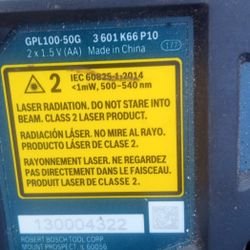 GPL100-50G 3 601 K66 P10
2 x 1.5 V (AA) Made in China 177
2 IEC 60825-1:2014
<1mW, 500-540 nm
LASER RADIATION. DO NOT STARE INTO
BEAM. CLASS 2 LASER PRODUCT.
RADIACIÓN LÁSER. NO MIRE AL RAYO.
PRODUCTO LÁSER DE CLASE 2.
RAYONNEMENT LASER. NE REGARDEZ
PAS DIRECTEMENT DANS LE FAISCEAU.
PRODUIT LASER DE CLASSE 2.
130004322
ROBERT BOSCH TOOL CORP
MOUNT PROSPECT, IL 60056